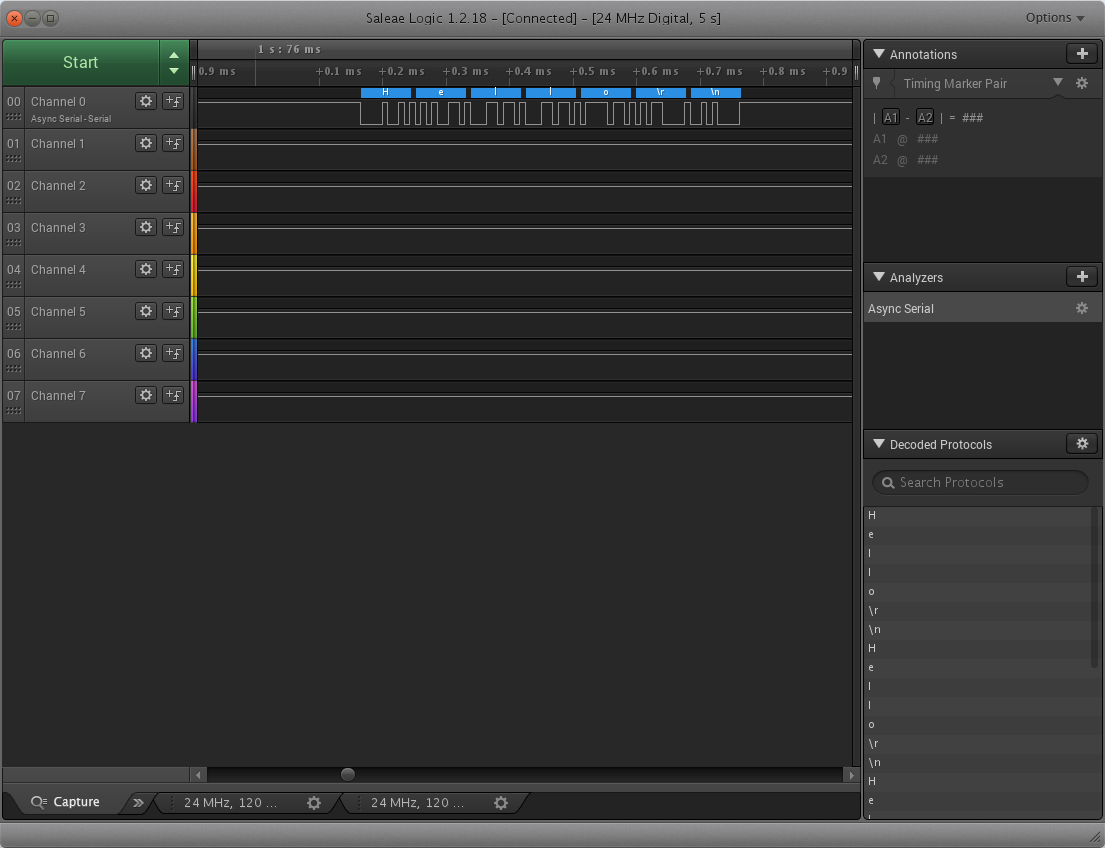 Saleae Logic 1.2.18 – [Connected] – [24 MHz Digital, 5 s]
Options
Start
1 s : 76 ms
0.9 ms +0.1 ms +0.2 ms +0.3 ms +0.4 ms +0.5 ms +0.6 ms +0.7 ms +0.8 ms +0.9
H e l l o \r \n
00 Channel 0
Async Serial - Serial
01 Channel 1
02 Channel 2
03 Channel 3
04 Channel 4
05 Channel 5
06 Channel 6
07 Channel 7
Annotations
Timing Marker Pair
| A1 - A2 | = ###
A1 @ ###
A2 @ ###
Analyzers
Async Serial
Decoded Protocols
Search Protocols
H
e
l
l
o
\r
\n
H
e
l
l
o
\r
\n
H
e
Capture
24 MHz, 120 ...
24 MHz, 120 ...